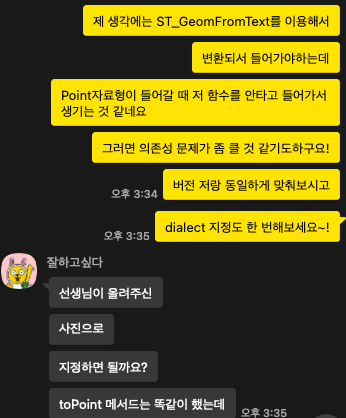 제 생각에는 ST_GeomFromText를 이용해서
변환되서 들어가야하는데
Point자료형이 들어갈 때 저 함수를 안타고 들어가서
생기는 것 같네요
그러면 의존성 문제가 좀 클 것 같기도하구요!
오후 3:34 버전 저랑 동일하게 맞춰보시고
오후 3:35 dialect 지정도 한 번해보세요~!
잘하고싶다
선생님이 올려주신
사진으로
지정하면 될까요?
toPoint 메서드는 똑같이 했는데 오후 3:35